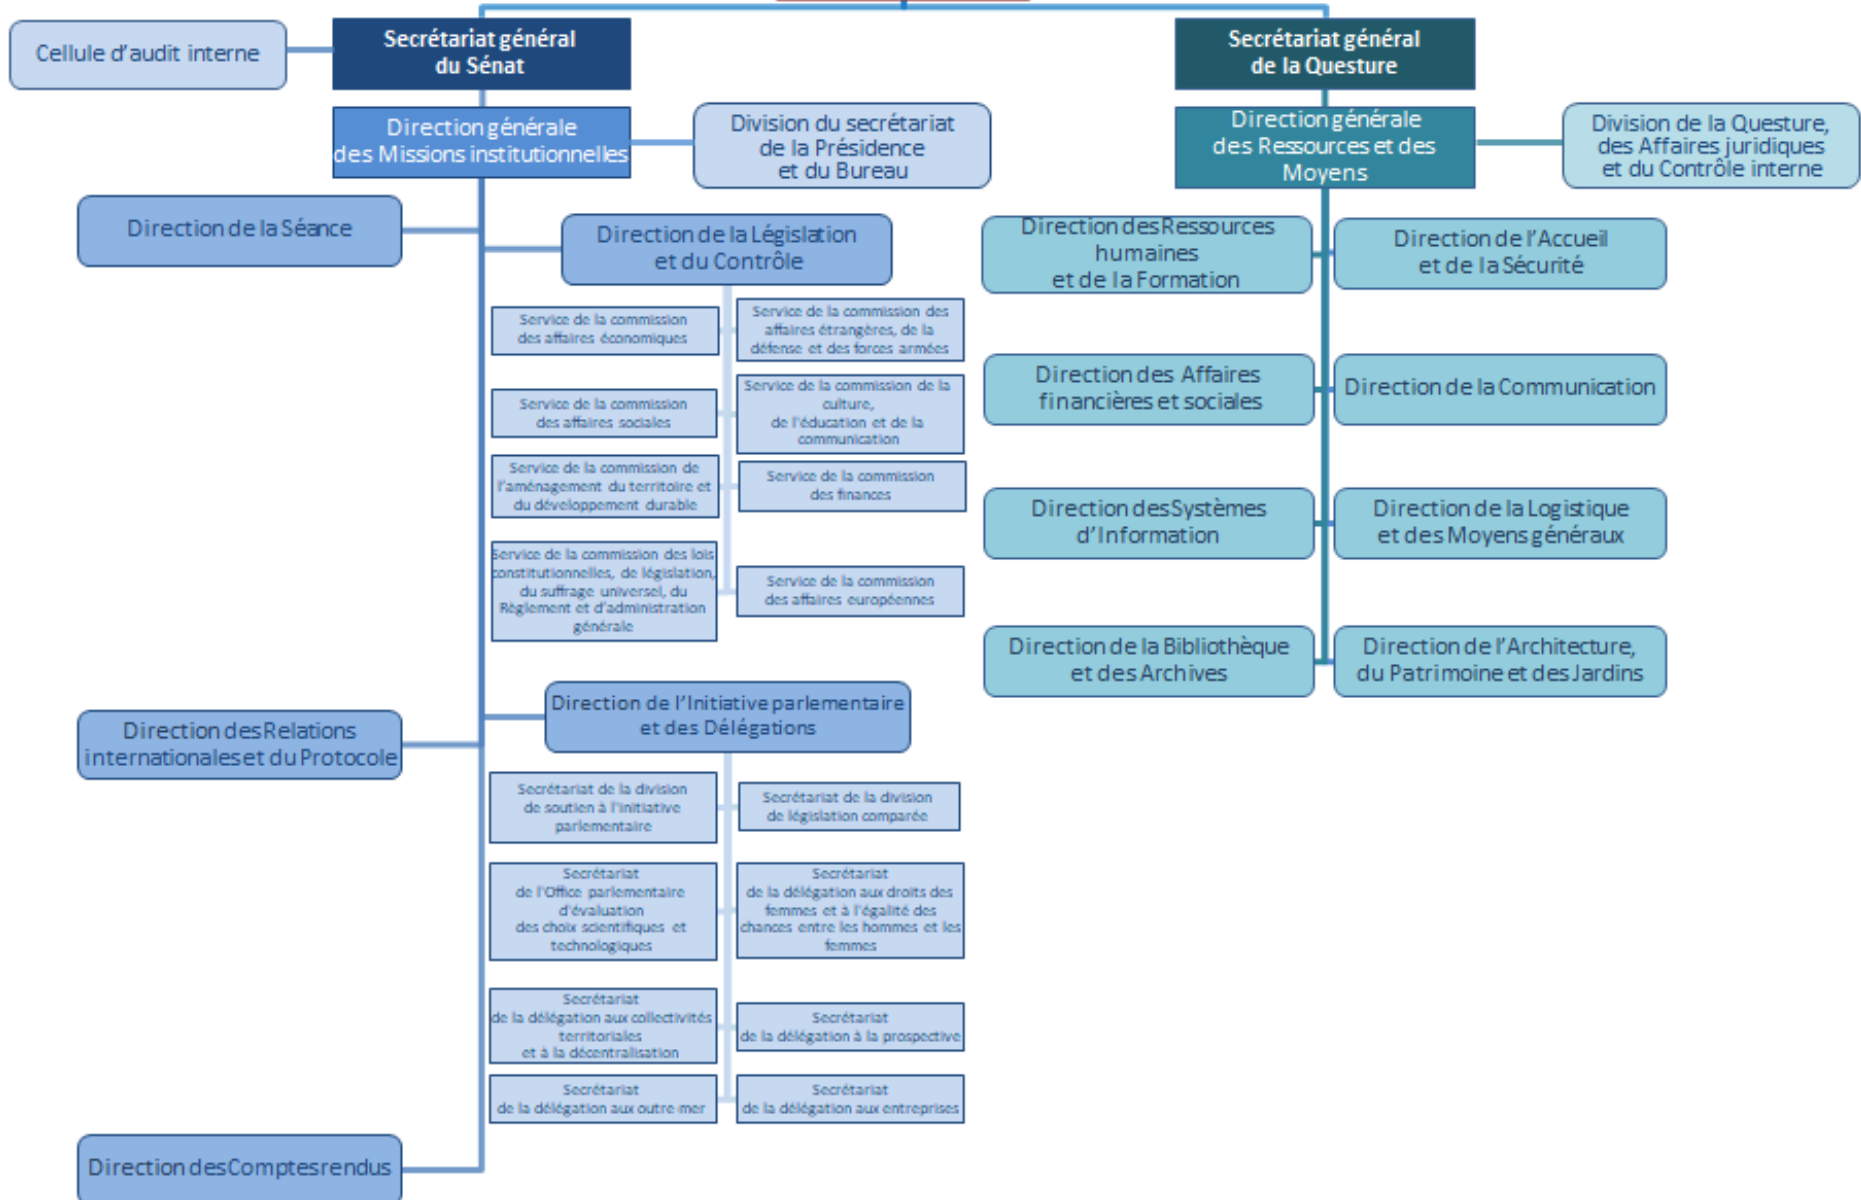 Cellule d'audit interne
Secrétariat général
du Sénat
Secrétariat général
de la Questure
Direction générale
des Missions institutionnelles
Division du secrétariat
de la Présidence
et du Bureau
Direction générale
des Ressources et des
Moyens
Division de la Questure,
des Affaires juridiques
et du Contrôle interne
Direction de la Séance
Direction de la Législation
et du Contrôle
Service de la commission
des affaires économiques
Service de la commission des
affaires étrangères, de la
défense et des forces armées
Service de la commission
des affaires sociales
Service de la commission de la
culture,
de l'éducation et de la
communication
Service de la commission de
l'aménagement du territoire et
du développement durable
Service de la commission
des finances
Service de la commission des lois
constitutionnelles, de législation,
du suffrage universel, du
Règlement et d'administration
générale
Service de la commission
des affaires européennes
Direction des Relations
internationales et du Protocole
Direction de l'Initiative parlementaire
et des Délégations
Secrétariat de la division
de soutien à l'initiative
parlementaire
Secrétariat de la division
de législation comparée
Secrétariat
de l'Office parlementaire
d'évaluation
des choix scientifiques et
technologiques
Secrétariat
de la délégation aux droits des
femmes et à l'égalité des
chances entre les hommes et les
femmes
Secrétariat
de la délégation aux collectivités
territoriales
et à la décentralisation
Secrétariat
de la délégation à la prospective
Secrétariat
de la délégation aux outre-mer
Secrétariat
de la délégation aux entreprises
Direction des Comptes rendus
Direction des Ressources
humaines
et de la Formation
Direction de l'Accueil
et de la Sécurité
Direction des Affaires
financières et sociales
Direction de la Communication
Direction des Systèmes
d'Information
Direction de la Logistique
et des Moyens généraux
Direction de la Bibliothèque
et des Archives
Direction de l'Architecture,
du Patrimoine et des Jardins